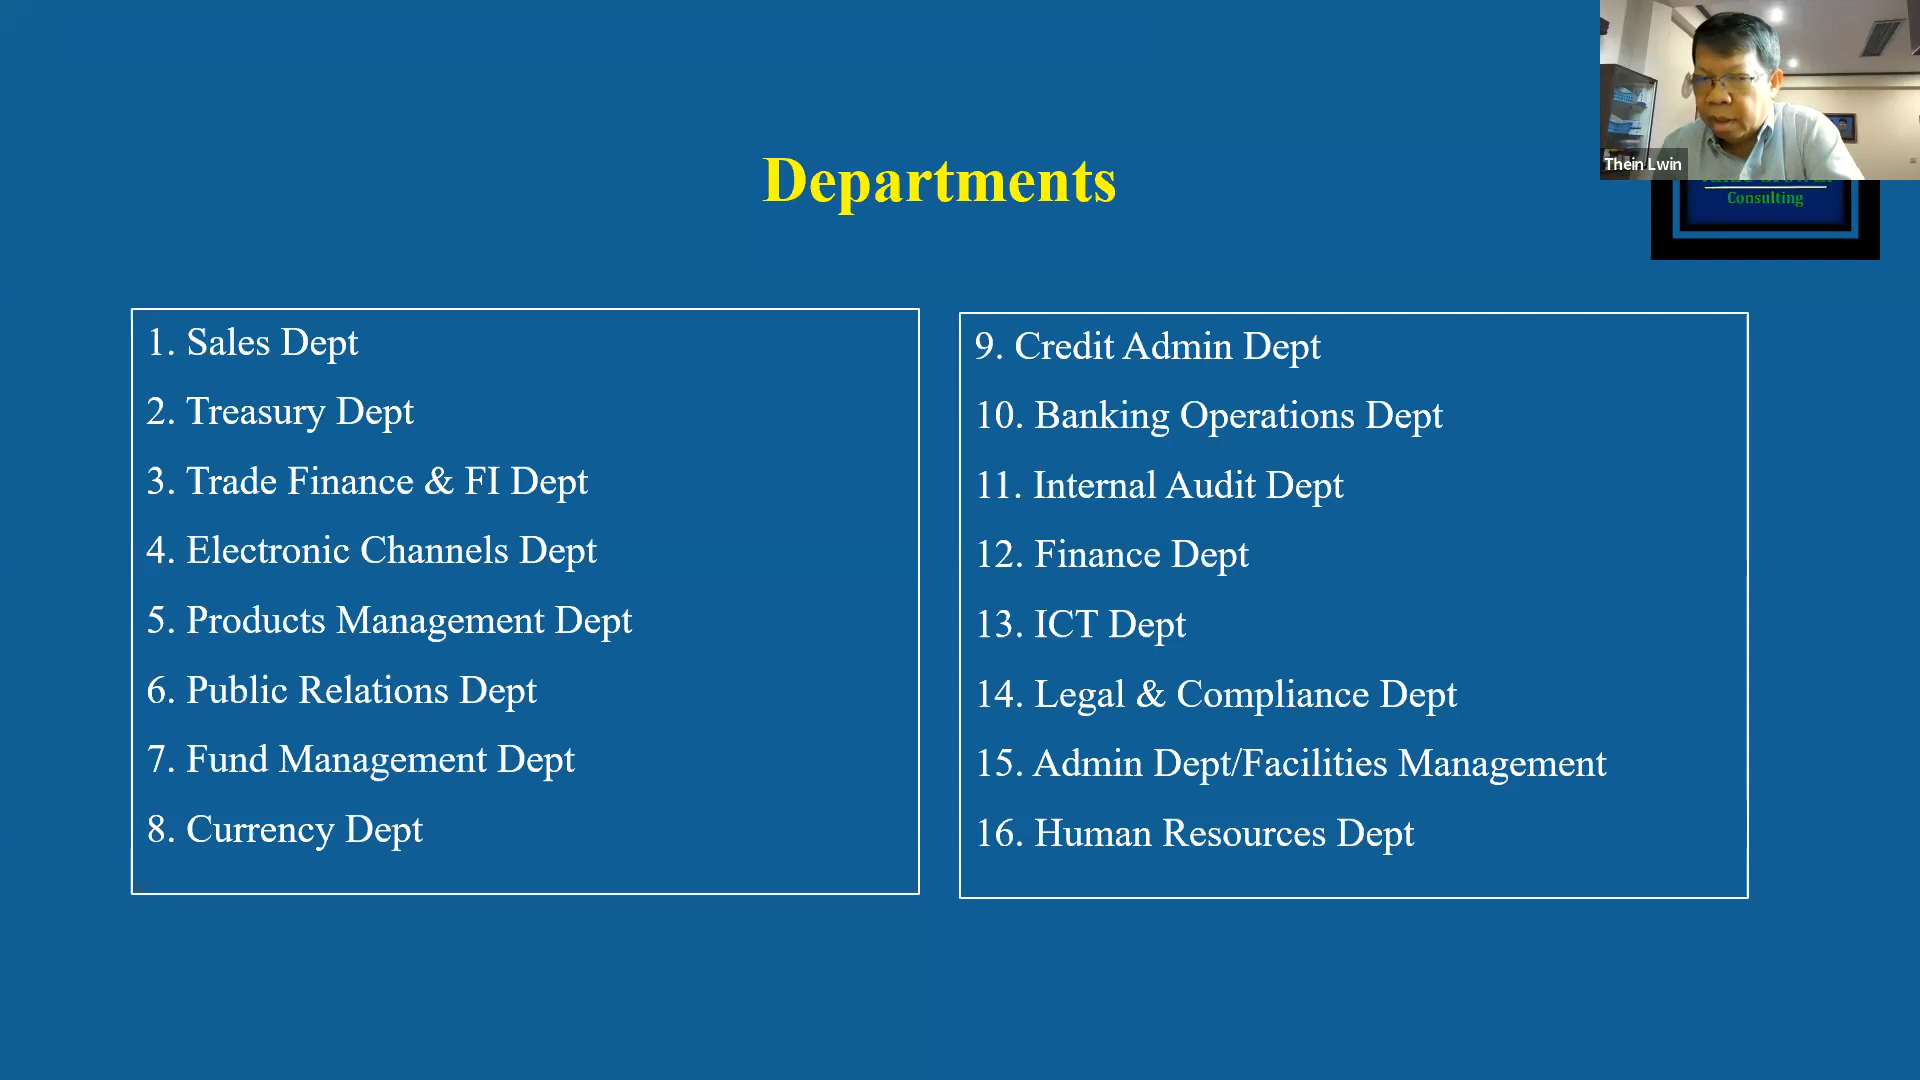 Departments
Thein Lwin
Consulting
1. Sales Dept
2. Treasury Dept
3. Trade Finance & FI Dept
4. Electronic Channels Dept
5. Products Management Dept
6. Public Relations Dept
7. Fund Management Dept
8. Currency Dept
9. Credit Admin Dept
10. Banking Operations Dept
11. Internal Audit Dept
12. Finance Dept
13. ICT Dept
14. Legal & Compliance Dept
15. Admin Dept/Facilities Management
16. Human Resources Dept